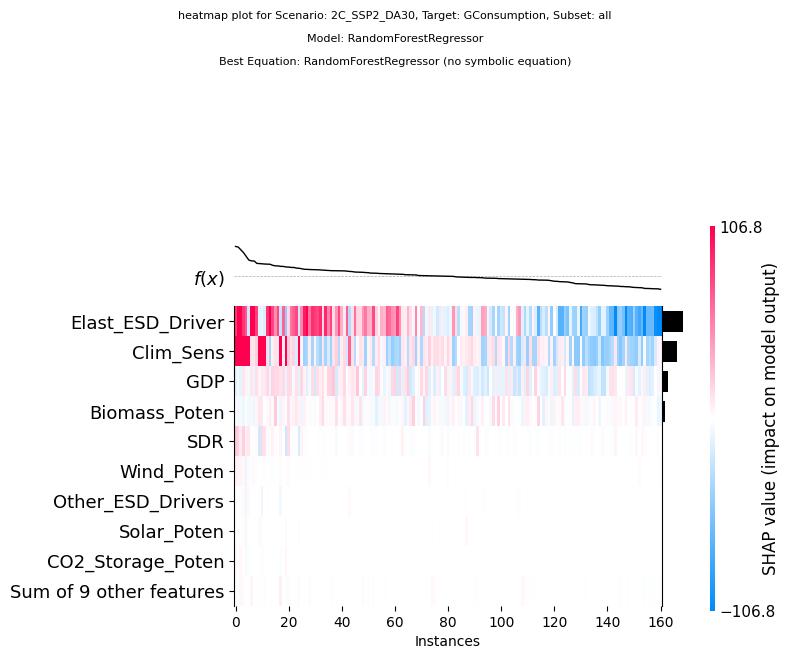 heatmap plot for Scenario: 2C_SSP2_DA30, Target: GConsumption, Subset: all
Model: RandomForestRegressor
Best Equation: RandomForestRegressor (no symbolic equation)
f(x)
Elast_ESD_Driver
Clim_Sens
GDP
Biomass_Poten
SDR
Wind_Poten
Other_ESD_Drivers
Solar_Poten
CO2_Storage_Poten
Sum of 9 other features
0 20 40 60 80 100 120 140 160
Instances
106.8
−106.8
SHAP value (impact on model output)